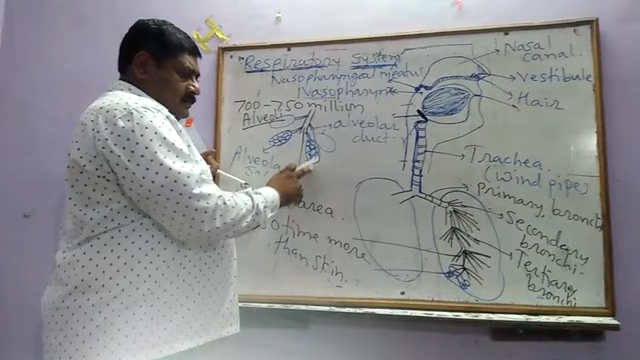 Respiratory System
Nasopharyngeal meatus
Nasopharynx
700-750 million
Alveoli
alveolar
duct
Alveola
area.
0 time more
than skin
Nasal
canal.
Vestibule
Hair
Trachea
(Wind pipe)
primary bronchi
Secondary
bronchi.
Tertiary
bronchi